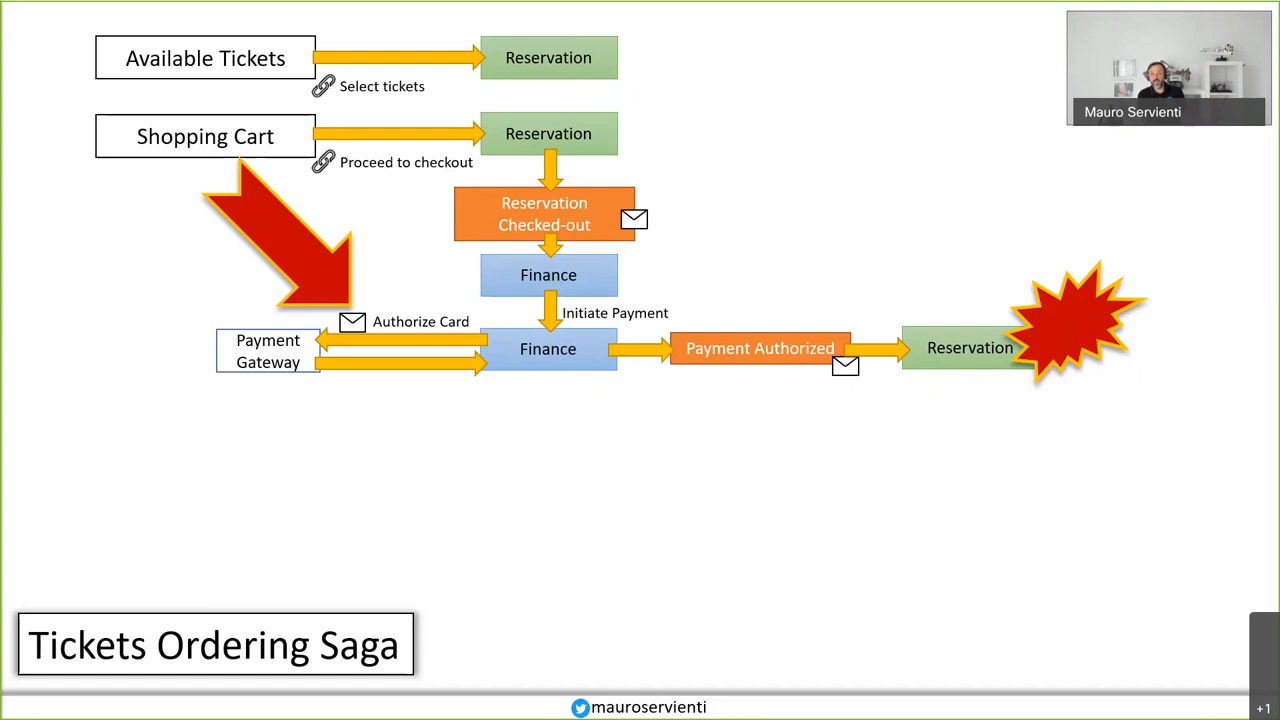 Available Tickets
Reservation
Select tickets
Mauro Servienti
Shopping Cart
Reservation
Proceed to checkout
Reservation
Checked-out
Finance
Initiate Payment
Authorize Card
Payment
Gateway
Finance
Payment Authorized
Reservation
Tickets Ordering Saga
mauroservienti
+1